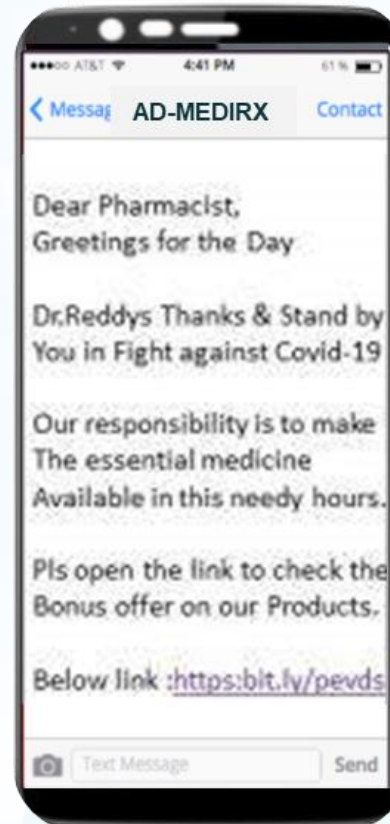 AT&T 4:41 PM 61%
Messag AD-MEDIRX Contact
Dear Pharmacist,
Greetings for the Day
Dr.Reddys Thanks & Stand by
You in Fight against Covid-19
Our responsibility is to make
The essential medicine
Available in this needy hours.
Pls open the link to check the
Bonus offer on our Products.
Below link :https:bit.ly/pevds
Text Message Send